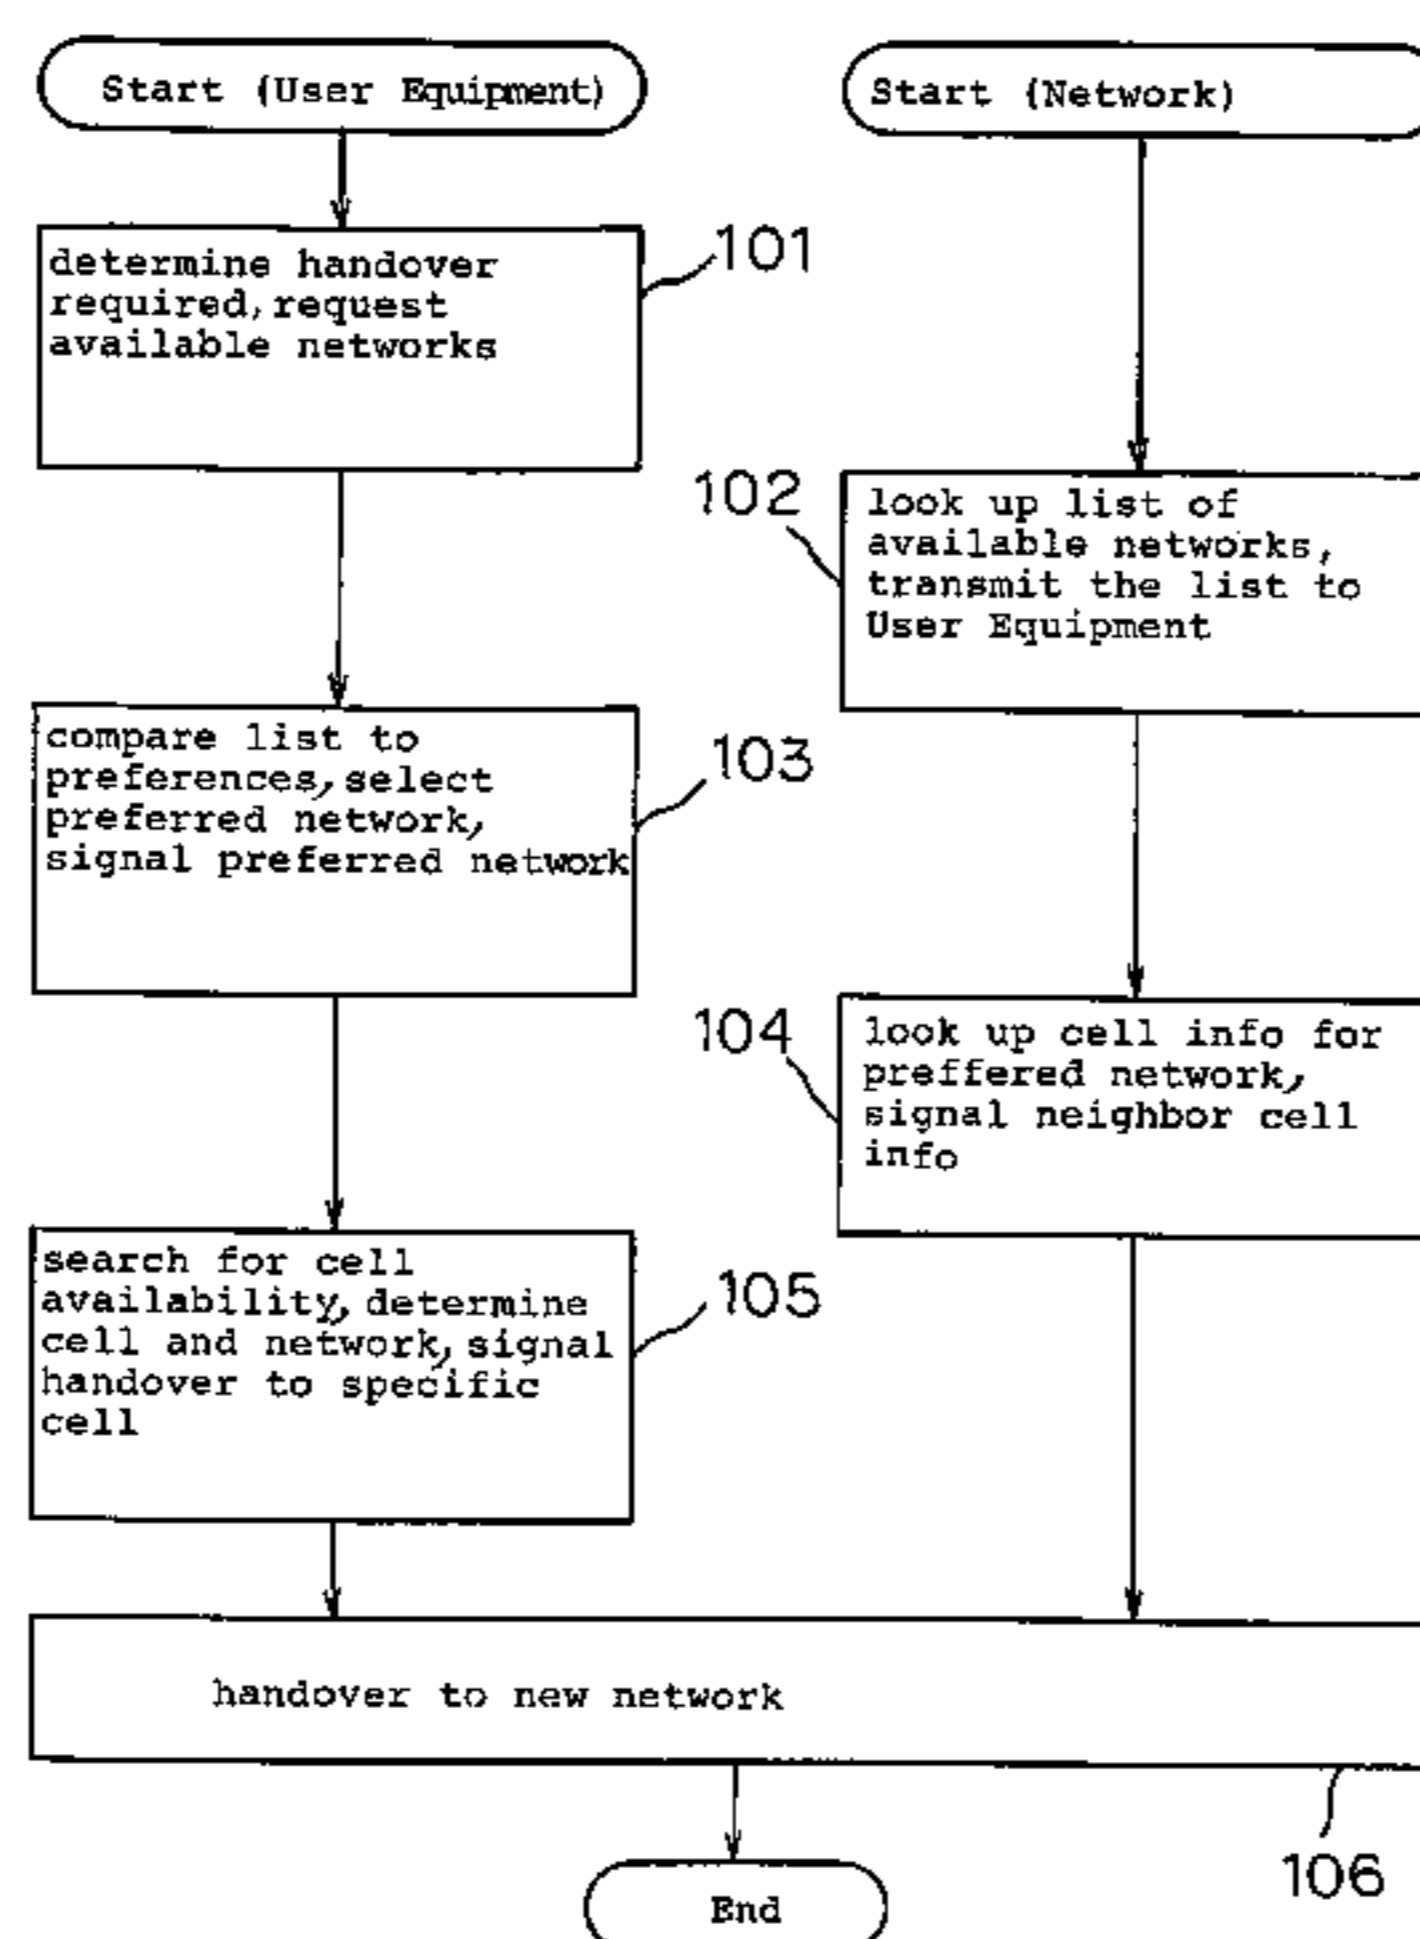 Start (User Equipment)
Start (Network)
determine handover
required, request
available networks
101
102
look up list of
available networks,
transmit the list to
User Equipment
compare list to
preferences, select
preferred network,
signal preferred network
103
104
look up cell info for
preffered network,
signal neighbor cell
info
search for cell
availability, determine
cell and network, signal
handover to specific
cell
105
handover to new network
106
End